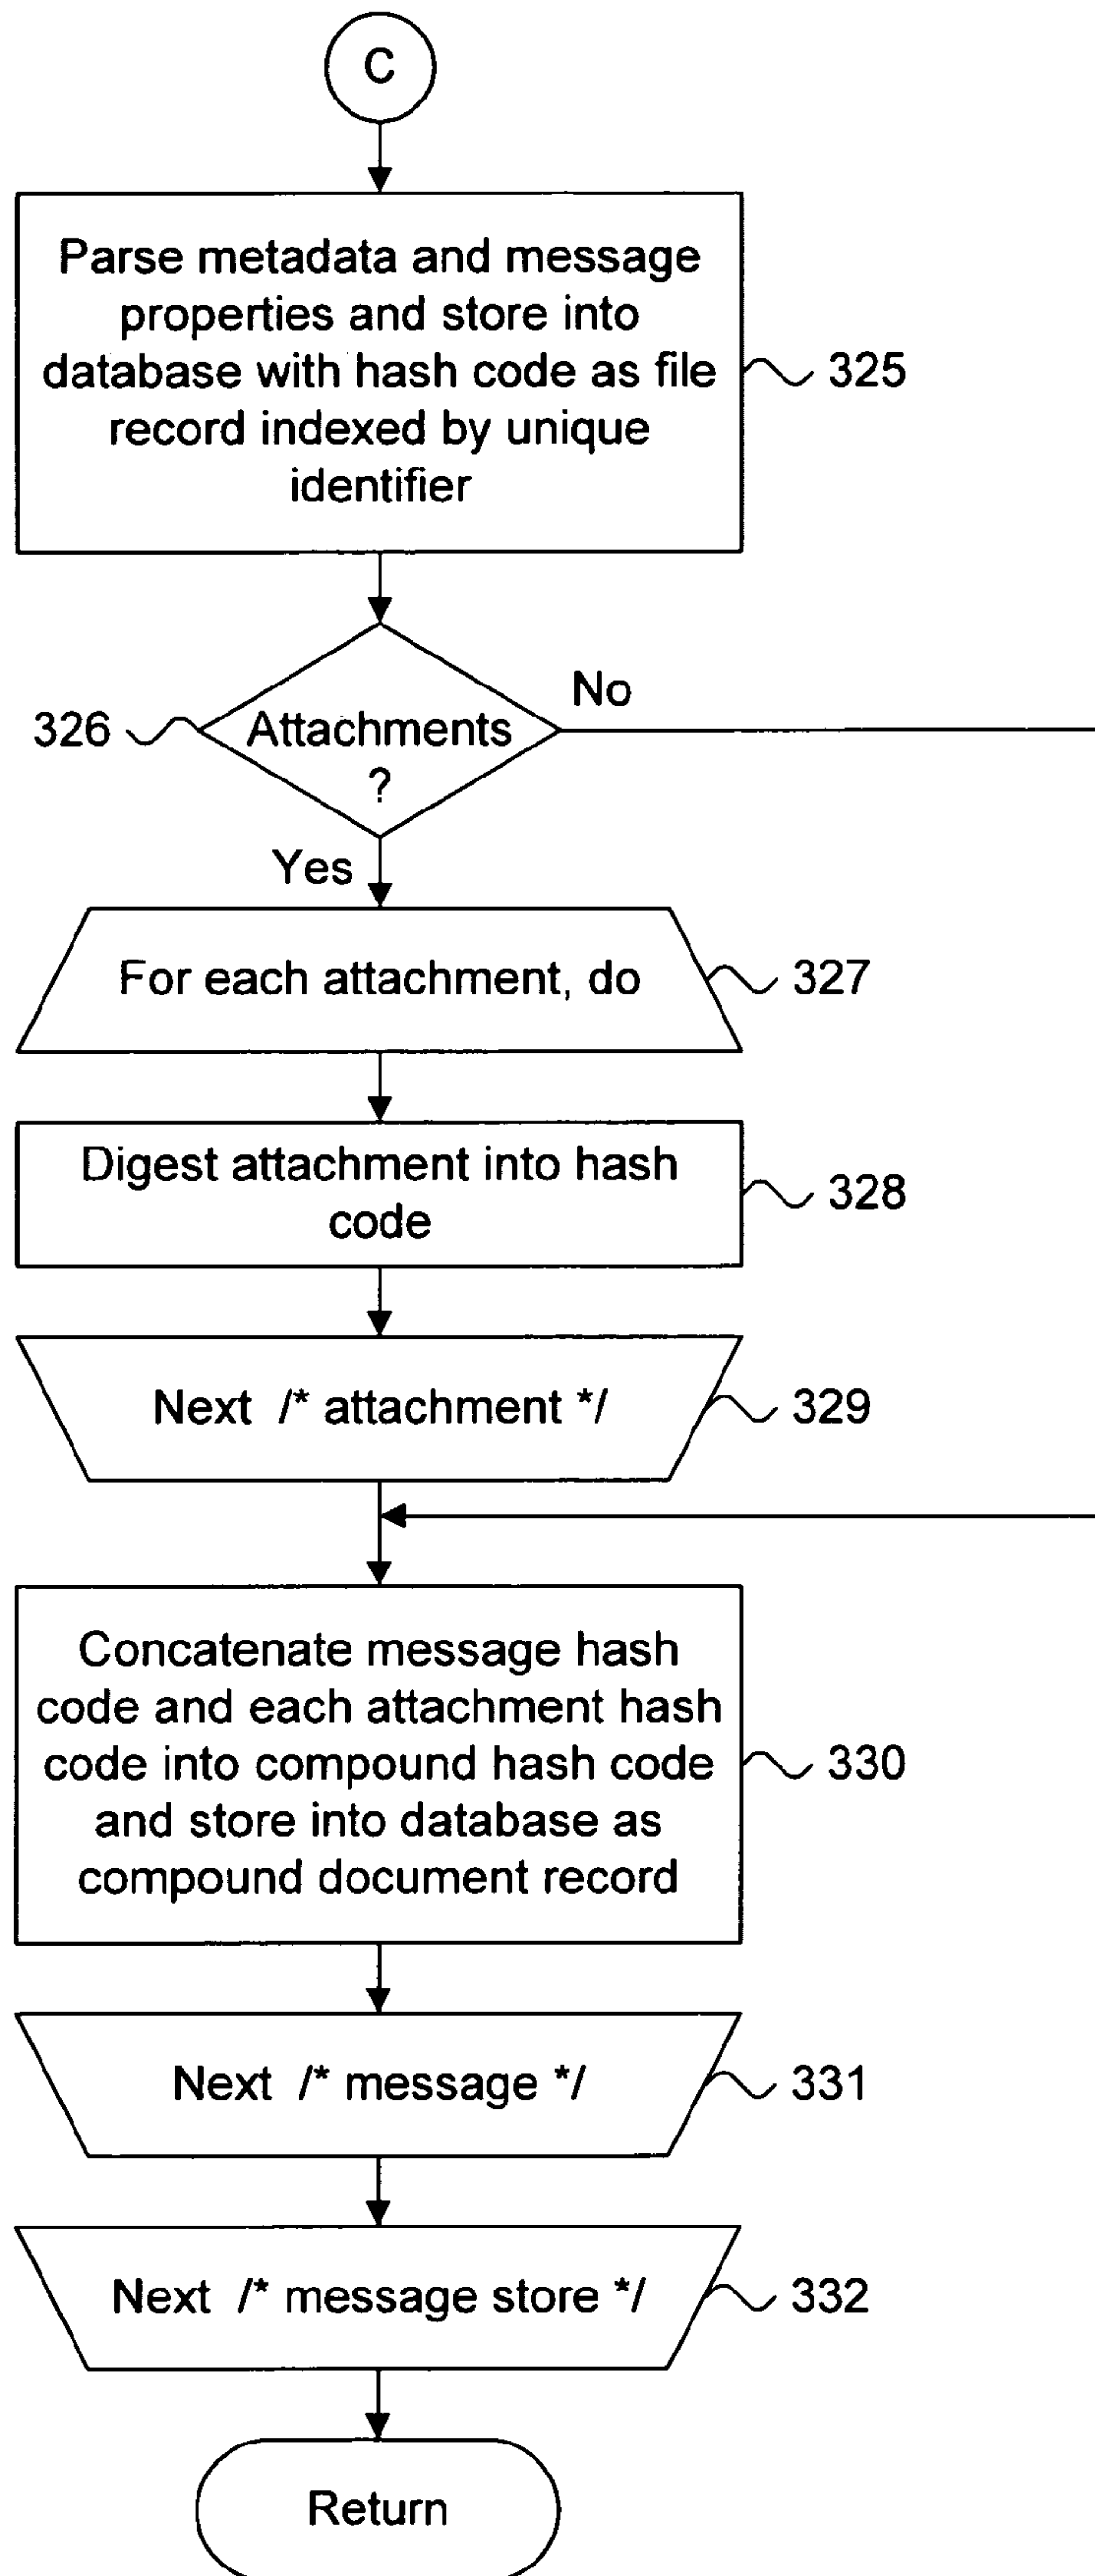 C
Parse metadata and message
properties and store into
database with hash code as file
record indexed by unique
identifier
325
No
326
Attachments
?
Yes
For each attachment, do
327
Digest attachment into hash
code
328
Next /* attachment */
329
Concatenate message hash
code and each attachment hash
code into compound hash code
and store into database as
compound document record
330
Next /* message */
331
Next /* message store */
332
Return